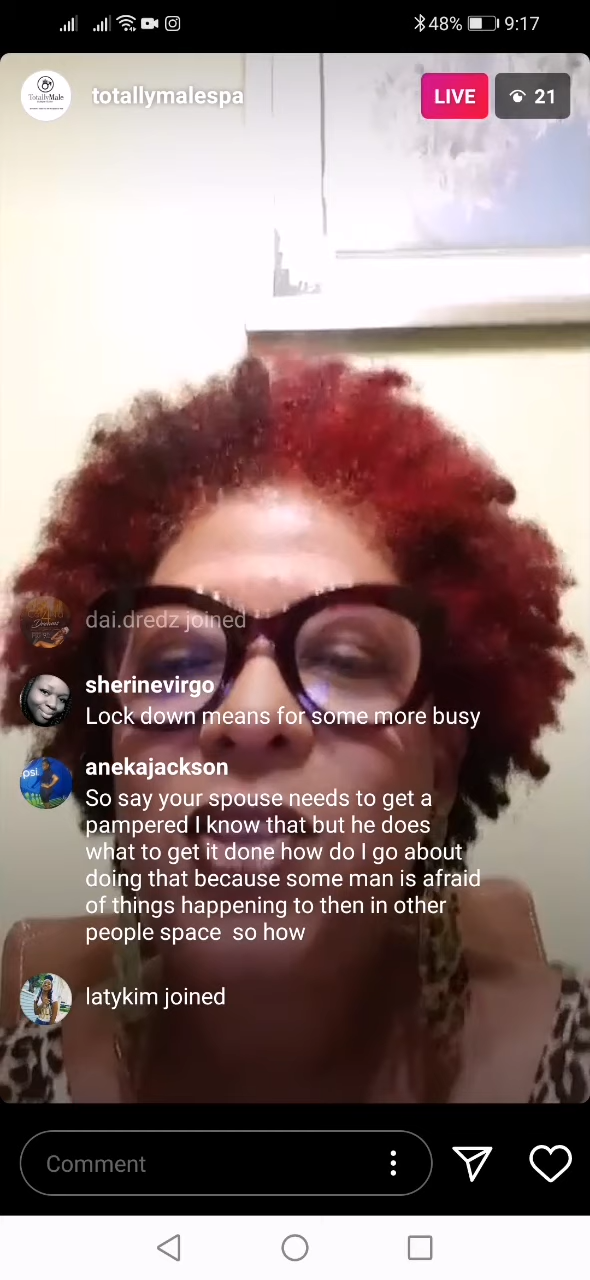 48% 9:17
totallymalespa
LIVE
21
TotallyMale
dai.dredz joined
sherinevirgo
Lock down means for some more busy
psi
anekajackson
So say your spouse needs to get a
pampered I know that but he does
what to get it done how do I go about
doing that because some man is afraid
of things happening to then in other
people space so how
latykim joined
Comment